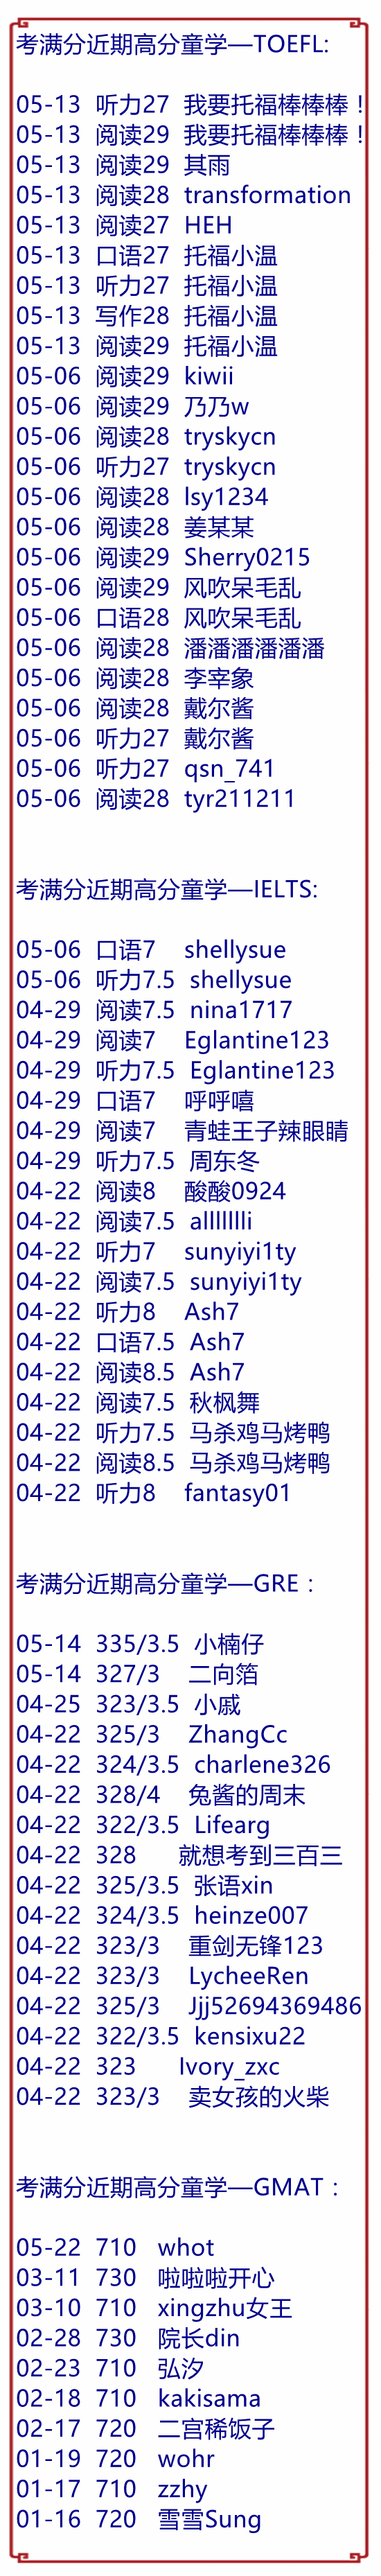 考满分近期高分童学—TOEFL:
05-13 听力27 我要托福棒棒棒！
05-13 阅读29 我要托福棒棒棒！
05-13 阅读29 其雨
05-13 阅读28 transformation
05-13 阅读27 HEH
05-13 口语27 托福小温
05-13 听力27 托福小温
05-13 写作28 托福小温
05-13 阅读29 托福小温
05-06 阅读29 kiwii
05-06 阅读29 乃乃w
05-06 阅读28 tryskycn
05-06 听力27 tryskycn
05-06 阅读28 lsy1234
05-06 阅读28 姜某某
05-06 阅读29 Sherry0215
05-06 阅读29 风吹呆毛乱
05-06 口语28 风吹呆毛乱
05-06 阅读28 潘潘潘潘潘潘
05-06 阅读28 李宰象
05-06 阅读28 戴尔酱
05-06 听力27 戴尔酱
05-06 听力27 qsn_741
05-06 阅读28 tyr211211
考满分近期高分童学—IELTS:
05-06 口语7 shellysue
05-06 听力7.5 shellysue
04-29 阅读7.5 nina1717
04-29 阅读7 Eglantine123
04-29 听力7.5 Eglantine123
04-29 口语7 呼呼嘻
04-29 阅读7 青蛙王子辣眼睛
04-29 听力7.5 周东冬
04-22 阅读8 酸酸0924
04-22 阅读7.5 allllllli
04-22 听力7 sunyiyi1ty
04-22 阅读7.5 sunyiyi1ty
04-22 听力8 Ash7
04-22 口语7.5 Ash7
04-22 阅读8.5 Ash7
04-22 阅读7.5 秋枫舞
04-22 听力7.5 马杀鸡马烤鸭
04-22 阅读8.5 马杀鸡马烤鸭
04-22 听力8 fantasy01
考满分近期高分童学—GRE：
05-14 335/3.5 小楠仔
05-14 327/3 二向箔
04-25 323/3.5 小戚
04-22 325/3 ZhangCc
04-22 324/3.5 charlene326
04-22 328/4 兔酱的周末
04-22 322/3.5 Lifearg
04-22 328 就想考到三百三
04-22 325/3.5 张语xin
04-22 324/3.5 heinze007
04-22 323/3 重剑无锋123
04-22 323/3 LycheeRen
04-22 325/3 Jjj52694369486
04-22 322/3.5 kensixu22
04-22 323 Ivory_zxc
04-22 323/3 卖女孩的火柴
考满分近期高分童学—GMAT：
05-22 710 whot
03-11 730 啦啦啦开心
03-10 710 xingzhu女王
02-28 730 院长din
02-23 710 弘汐
02-18 710 kakisama
02-17 720 二宫稀饭子
01-19 720 wohr
01-17 710 zzhy
01-16 720 雪雪Sung